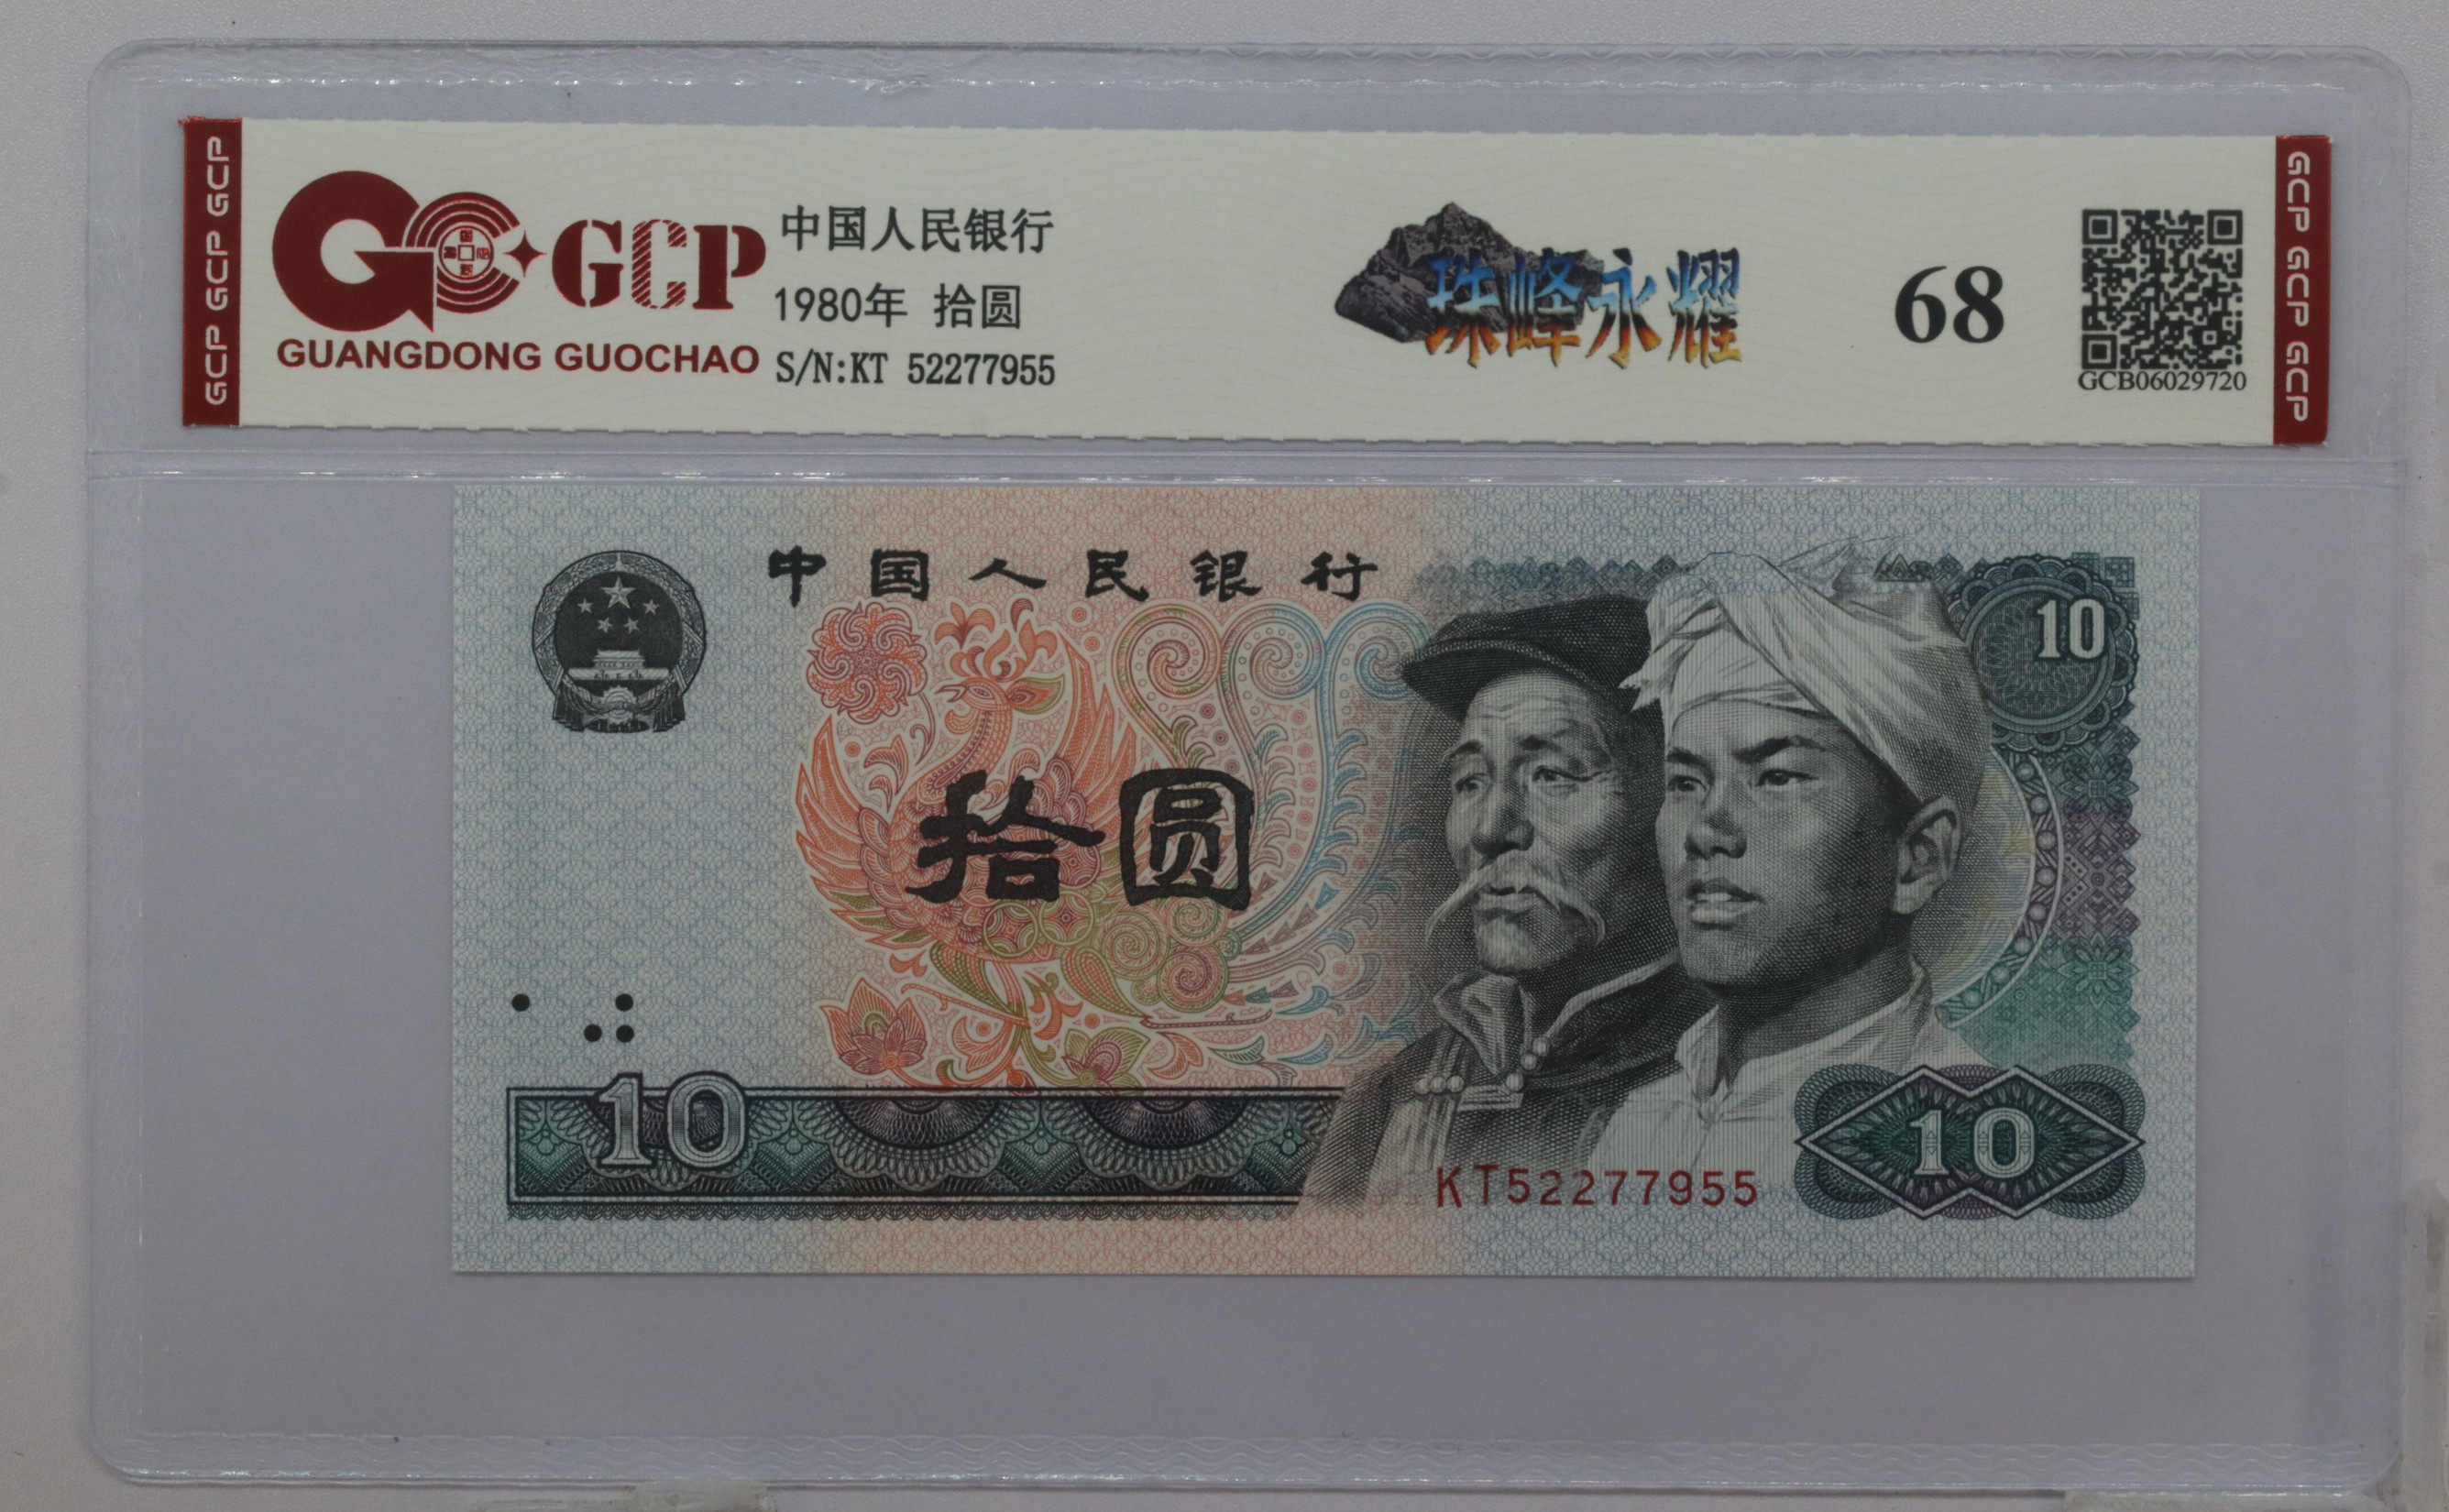 GCP GCP GCP
GCP
GUANGDONG GUOCHAO
中国人民银行
1980年 拾圆
S/N:KT 52277955
珠峰永耀
68
GCB06029720
GCP GCP GCP
中国人民银行
10
拾圆
10
KT52277955
10